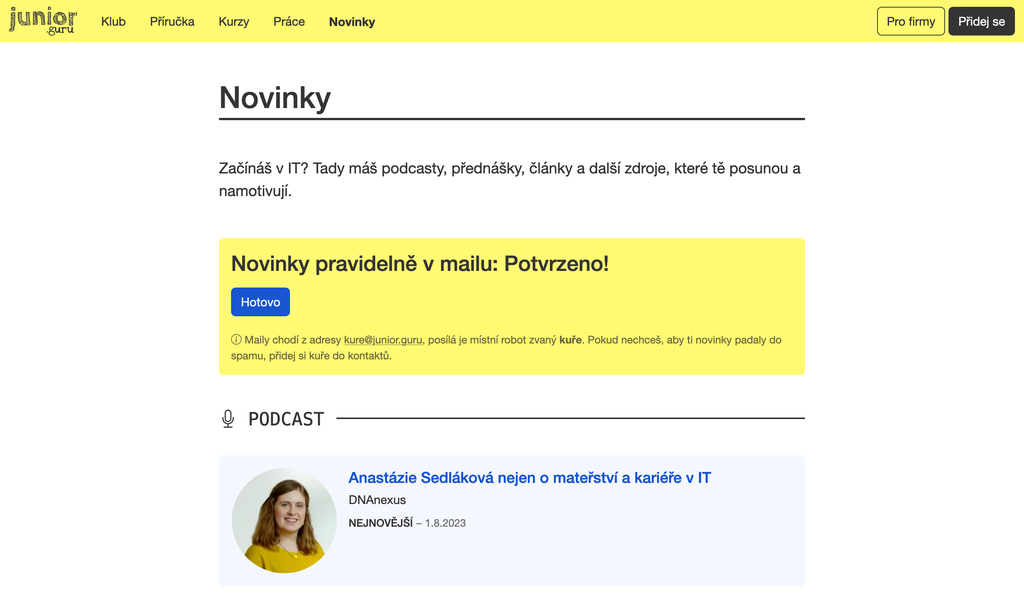 junior
.guru
Klub
Příručka
Kurzy
Práce
Novinky
Pro firmy
Přidej se
Novinky
Začínáš v IT? Tady máš podcasty, přednášky, články a další zdroje, které tě posunou a
namotivují.
Novinky pravidelně v mailu: Potvrzeno!
Hotovo
Maily chodí z adresy kure@junior.guru, posílá je místní robot zvaný kuře. Pokud nechceš, aby ti novinky padaly do
spamu, přidej si kuře do kontaktů.
PODCAST
Anastázie Sedláková nejen o mateřství a kariéře v IT
DNAnexus
NEJNOVĚJŠÍ – 1.8.2023